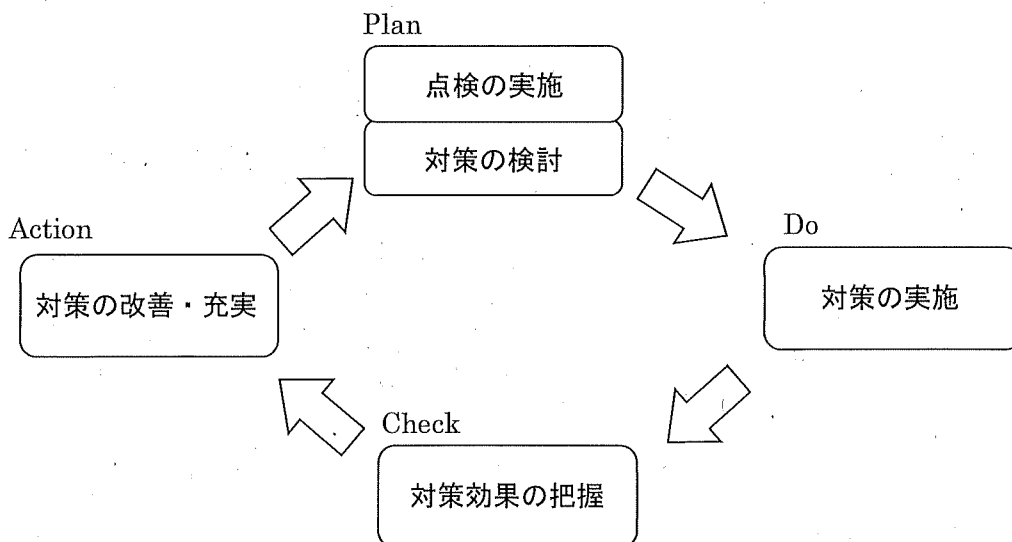 Plan
点検の実施
対策の検討
Do
対策の実施
Check
対策効果の把握
Action
対策の改善・充実